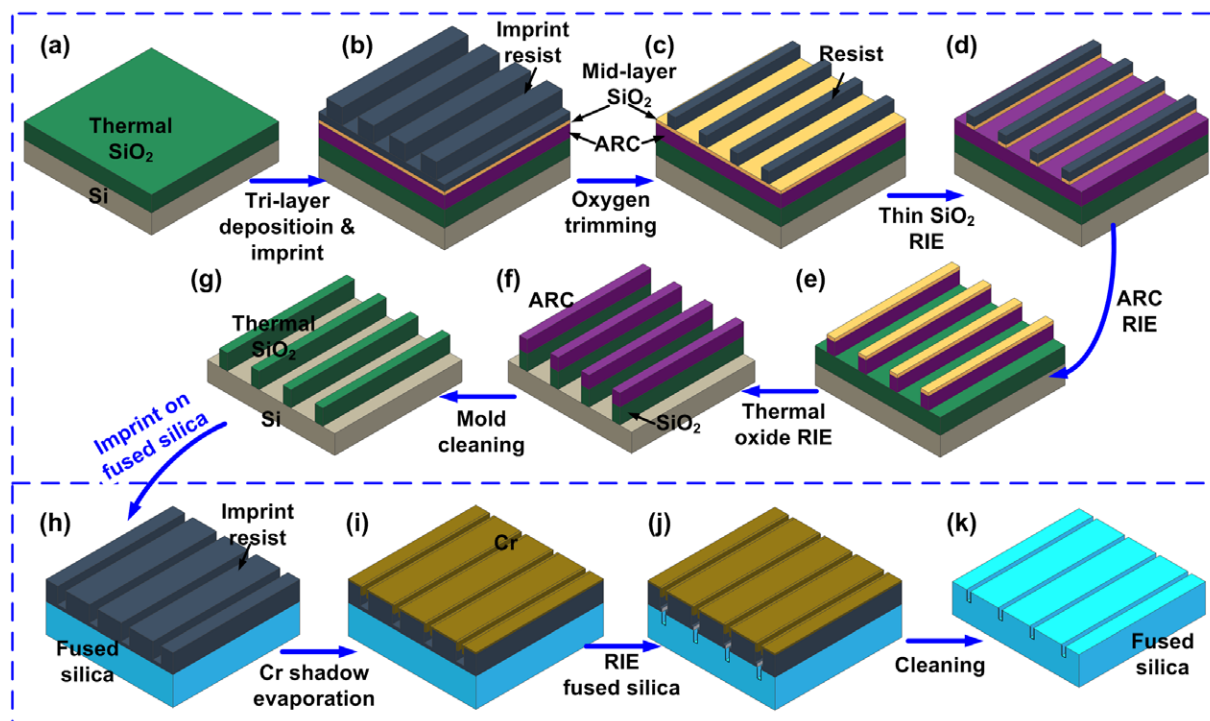 (a)
Thermal
SiO2
Si
Tri-layer
depositioin &
imprint
(b)
Imprint
resist
Mid-layer
SiO2
ARC
(c)
Resist
Oxygen
trimming
(d)
Thin SiO2
RIE
ARC
RIE
(e)
Thermal
oxide RIE
(f)
ARC
SiO2
Mold
cleaning
(g)
Thermal
SiO2
Si
Imprint on
fused silica
(h)
Imprint
resist
Fused
silica
Cr shadow
evaporation
(i)
Cr
RIE
fused silica
(j)
Cleaning
(k)
Fused
silica